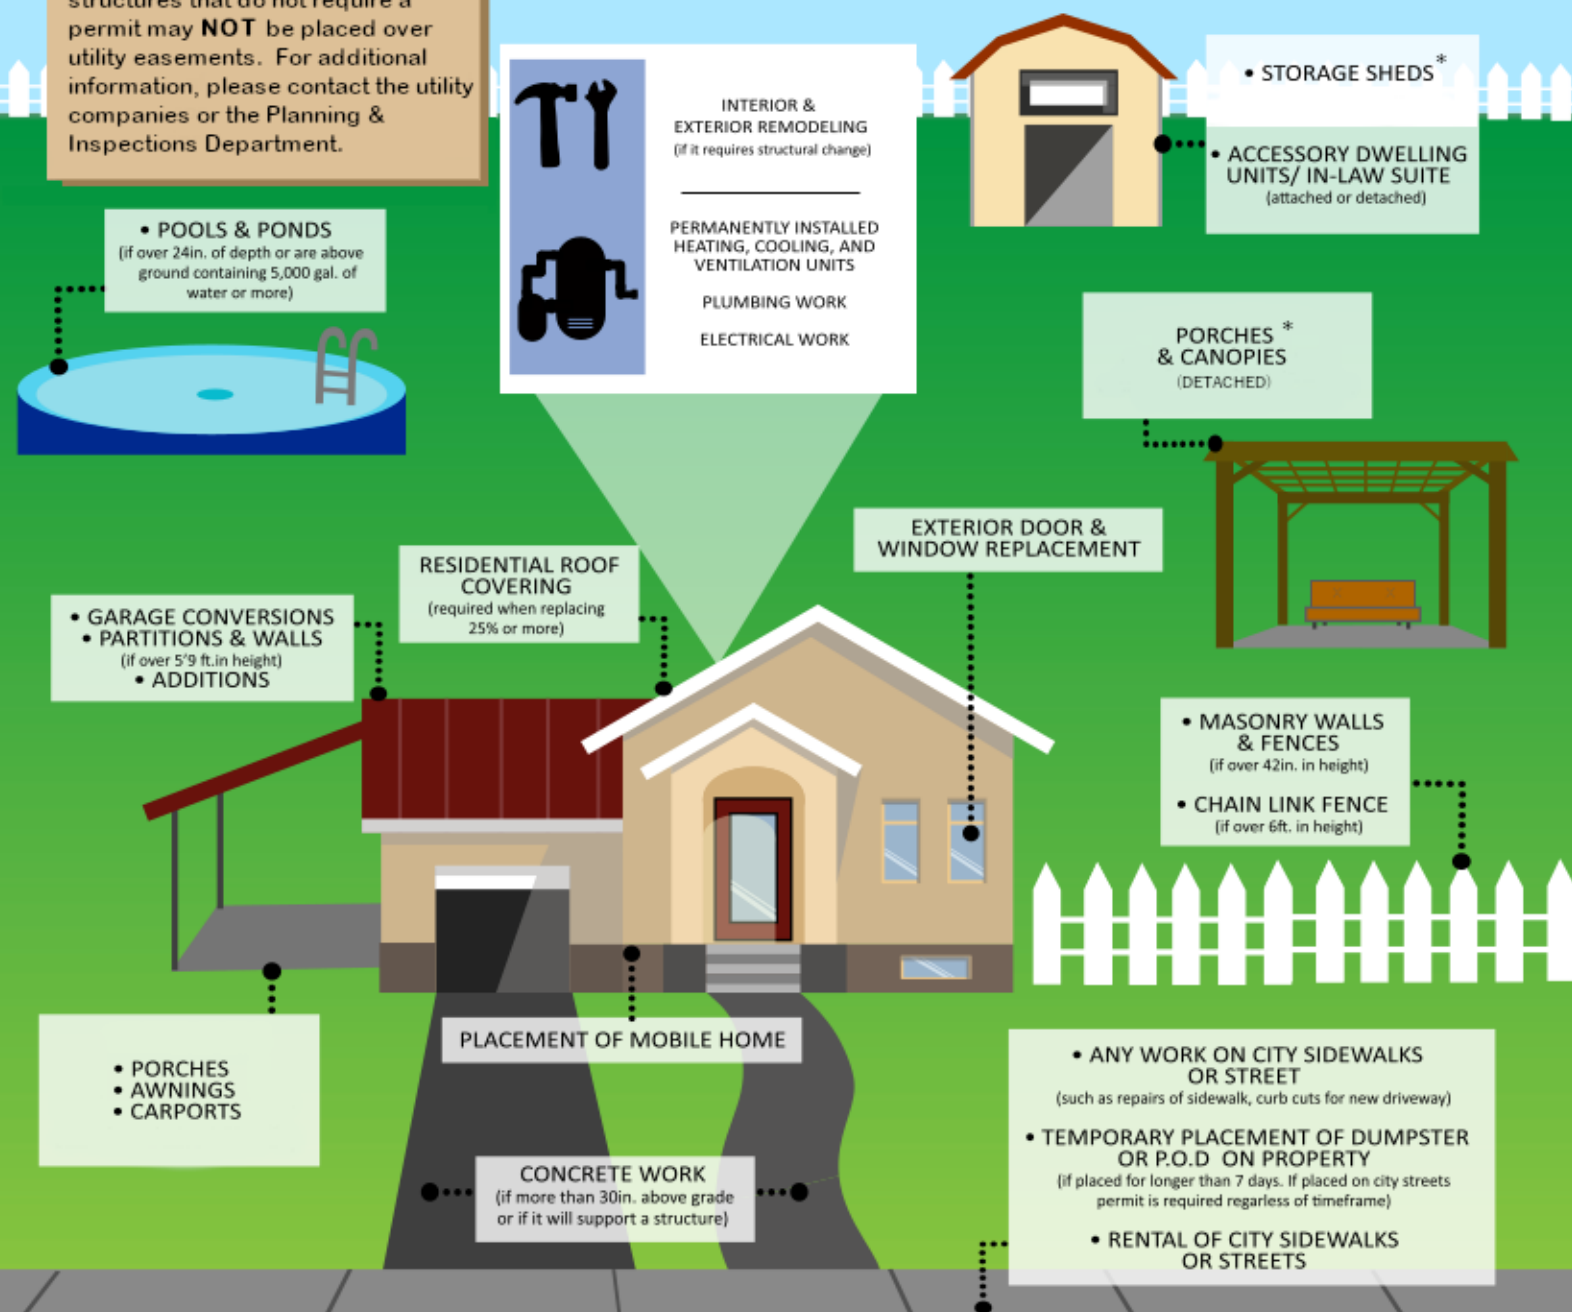 structures that do not require a
permit may NOT be placed over
utility easements. For additional
information, please contact the utility
companies or the Planning &
Inspections Department.
INTERIOR &
EXTERIOR REMODELING
(if it requires structural change)
PERMANENTLY INSTALLED
HEATING, COOLING, AND
VENTILATION UNITS
PLUMBING WORK
ELECTRICAL WORK
• STORAGE SHEDS*
• ACCESSORY DWELLING
UNITS/ IN-LAW SUITE
(attached or detached)
• POOLS & PONDS
(if over 24in. of depth or are above
ground containing 5,000 gal. of
water or more)
PORCHES *
& CANOPIES
(DETACHED)
EXTERIOR DOOR &
WINDOW REPLACEMENT
RESIDENTIAL ROOF
COVERING
(required when replacing
25% or more)
• GARAGE CONVERSIONS
• PARTITIONS & WALLS
(if over 5'9 ft.in height)
• ADDITIONS
• MASONRY WALLS
& FENCES
(if over 42in. in height)
• CHAIN LINK FENCE
(if over 6ft. in height)
PLACEMENT OF MOBILE HOME
• PORCHES
• AWNINGS
• CARPORTS
CONCRETE WORK
(if more than 30in. above grade
or if it will support a structure)
• ANY WORK ON CITY SIDEWALKS
OR STREET
(such as repairs of sidewalk, curb cuts for new driveway)
• TEMPORARY PLACEMENT OF DUMPSTER
OR P.O.D ON PROPERTY
(if placed for longer than 7 days. If placed on city streets
permit is required regarless of timeframe)
• RENTAL OF CITY SIDEWALKS
OR STREETS